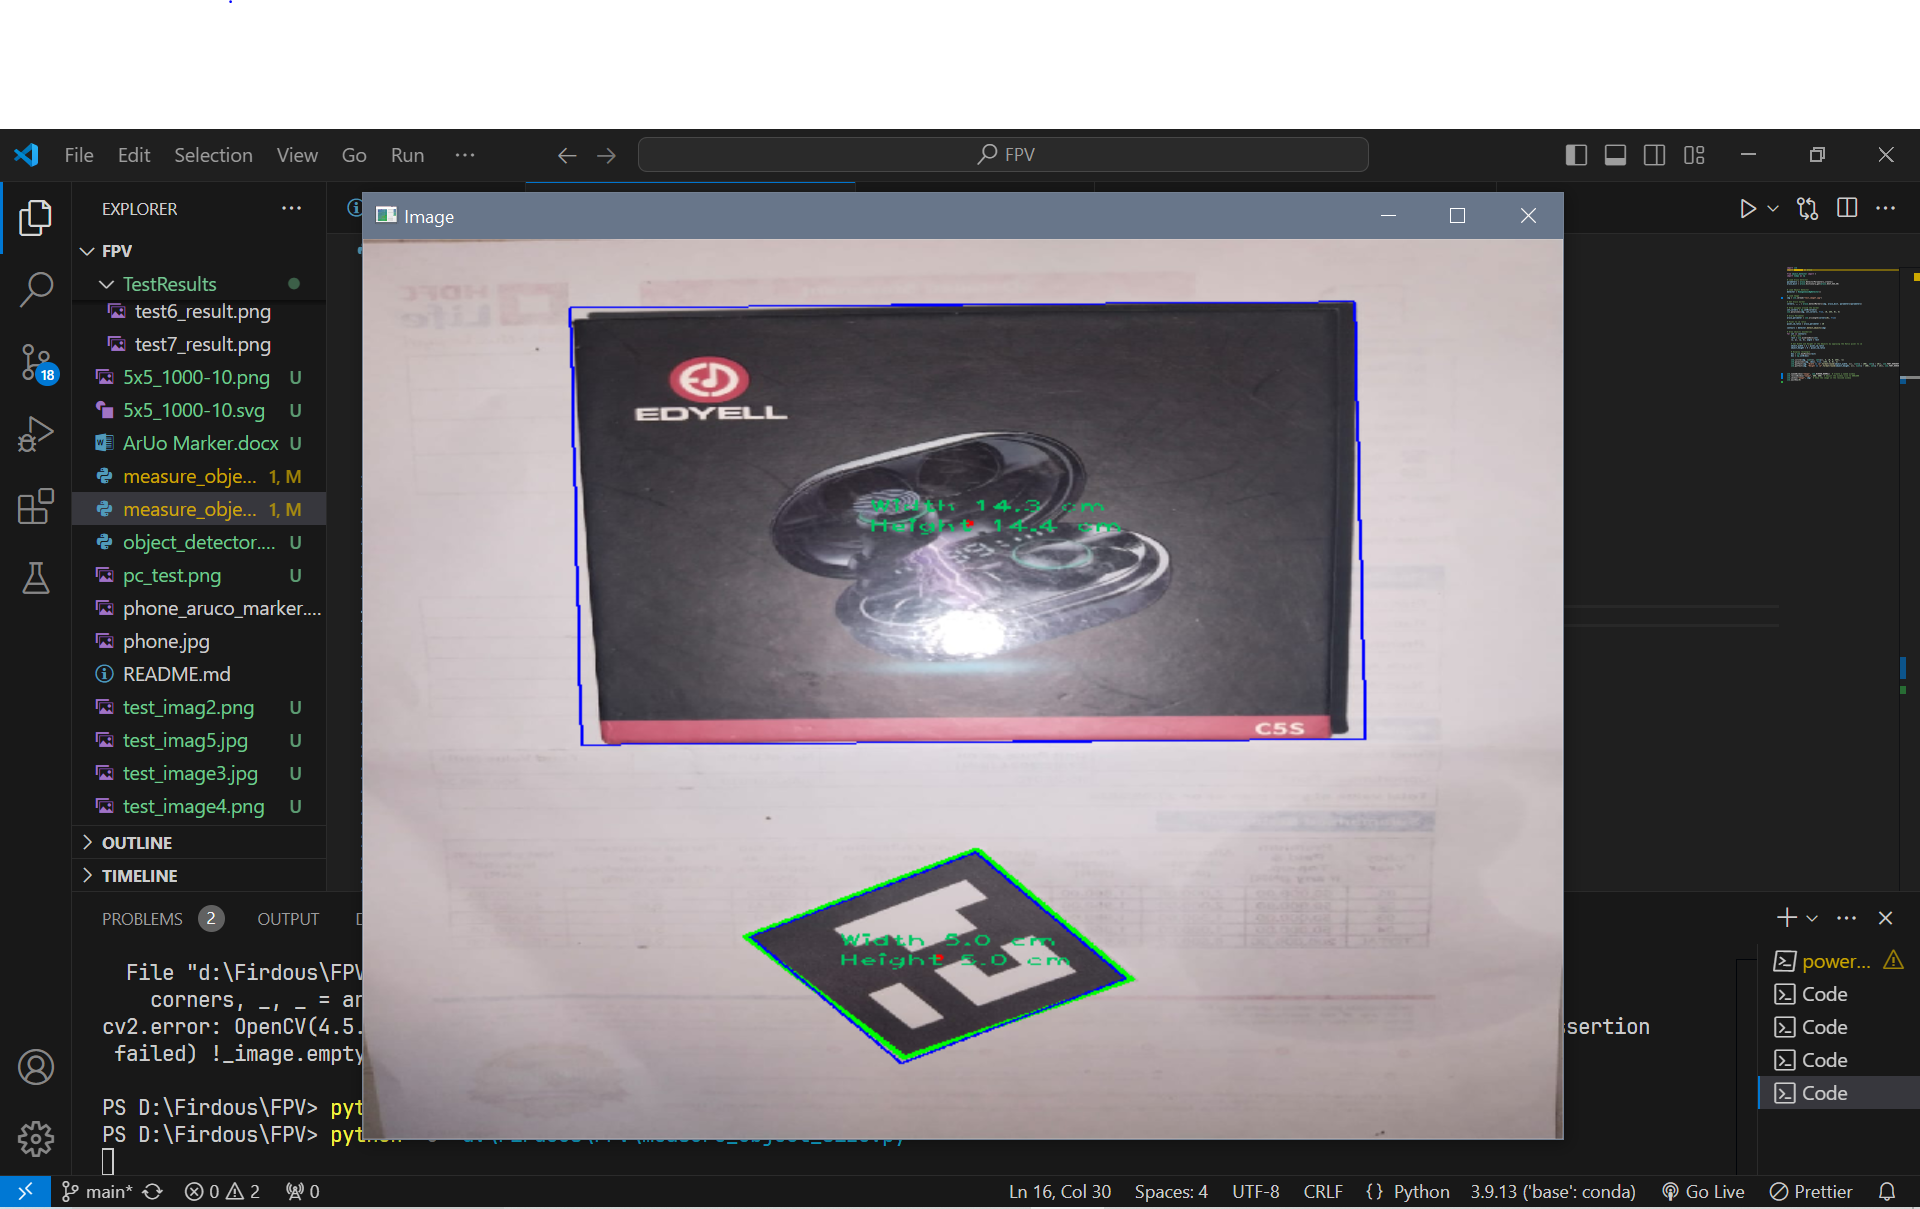 File Edit Selection View Go Run ···
FPV
EXPLORER
FPV
TestResults
test6_result.png
test7_result.png
5x5_1000-10.png U
5x5_1000-10.svg U
ArUo Marker.docx U
measure_obje... 1, M
measure_obje... 1, M
object_detector.... U
pc_test.png U
phone_aruco_marker....
phone.jpg
README.md
test_imag2.png U
test_imag5.jpg U
test_image3.jpg U
test_image4.png U
OUTLINE
TIMELINE
18
Image
EDYELL
Width 14.3 cm
Height 14.4 cm
C5S
Width 5.0 cm
Height 5.0 cm
PROBLEMS 2 OUTPUT
File "d:\Firdous\FPV
corners, _, _ = ar
cv2.error: OpenCV(4.5. ssertion
failed) !_image.empty
PS D:\Firdous\FPV> pyt
PS D:\Firdous\FPV> python
power...
Code
Code
Code
Code
main* 0 2 0
Ln 16, Col 30 Spaces: 4 UTF-8 CRLF {} Python 3.9.13 ('base': conda) Go Live Prettier